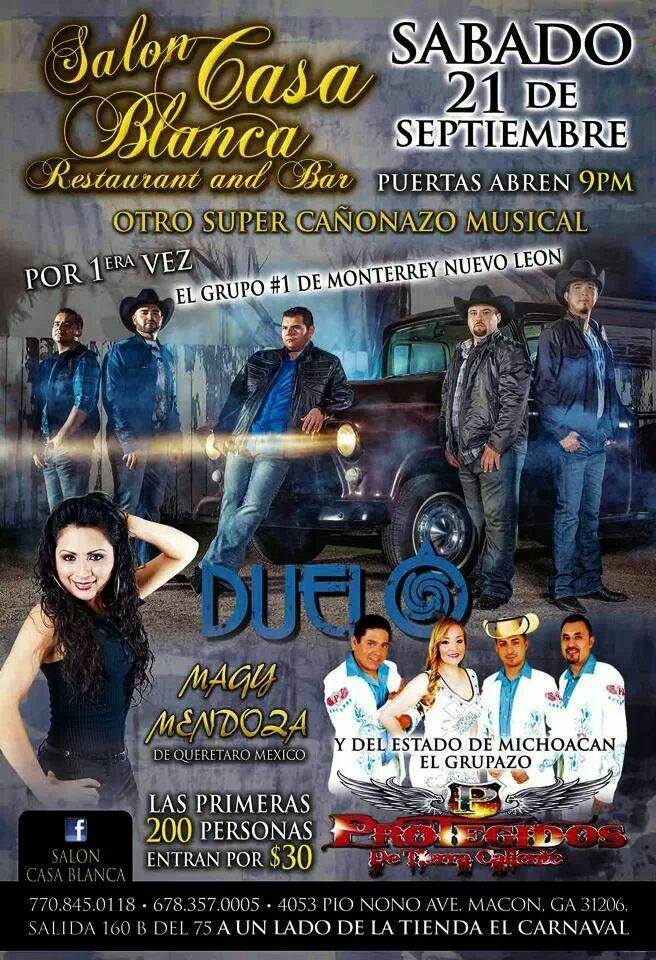 Salon Casa
Blanca
Restaurant and Bar
SABADO
21 DE
SEPTIEMBRE
PUERTAS ABREN 9PM
OTRO SUPER CAÑONAZO MUSICAL
POR 1ERA VEZ
EL GRUPO #1 DE MONTERREY NUEVO LEON
DUELO
MAGY
MENDOZA
DE QUERETARO MEXICO
Y DEL ESTADO DE MICHOACAN
EL GRUPAZO
P
PROTEGIDOS
De Tierra Caliente
LAS PRIMERAS
200 PERSONAS
ENTRAN POR $30
f
SALON
CASA BLANCA
770.845.0118 • 678.357.0005 • 4053 PIO NONO AVE. MACON, GA 31206,
SALIDA 160 B DEL 75 A UN LADO DE LA TIENDA EL CARNAVAL